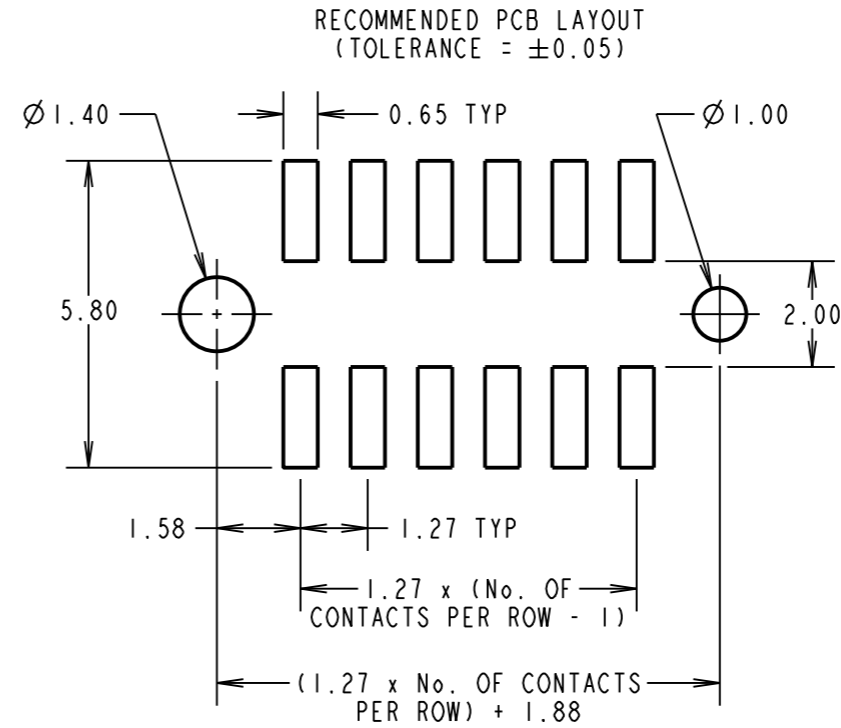 RECOMMENDED PCB LAYOUT
(TOLERANCE = ±0.05)
Ø1.40
0.65 TYP
Ø1.00
5.80
2.00
1.58
1.27 TYP
1.27 x (No. OF
CONTACTS PER ROW - 1)
(1.27 x No. OF CONTACTS
PER ROW) + 1.88